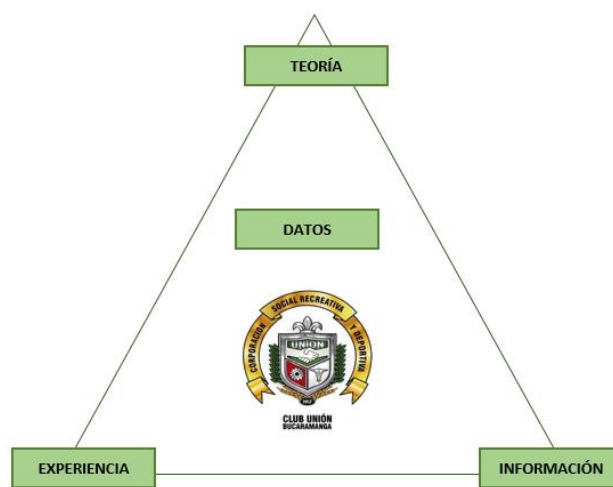 TEORÍA
DATOS
CORPORACIÓN SOCIAL RECREATIVA Y DEPORTIVA
UNION
CLUB UNIÓN
BUCARAMANGA
EXPERIENCIA
INFORMACIÓN